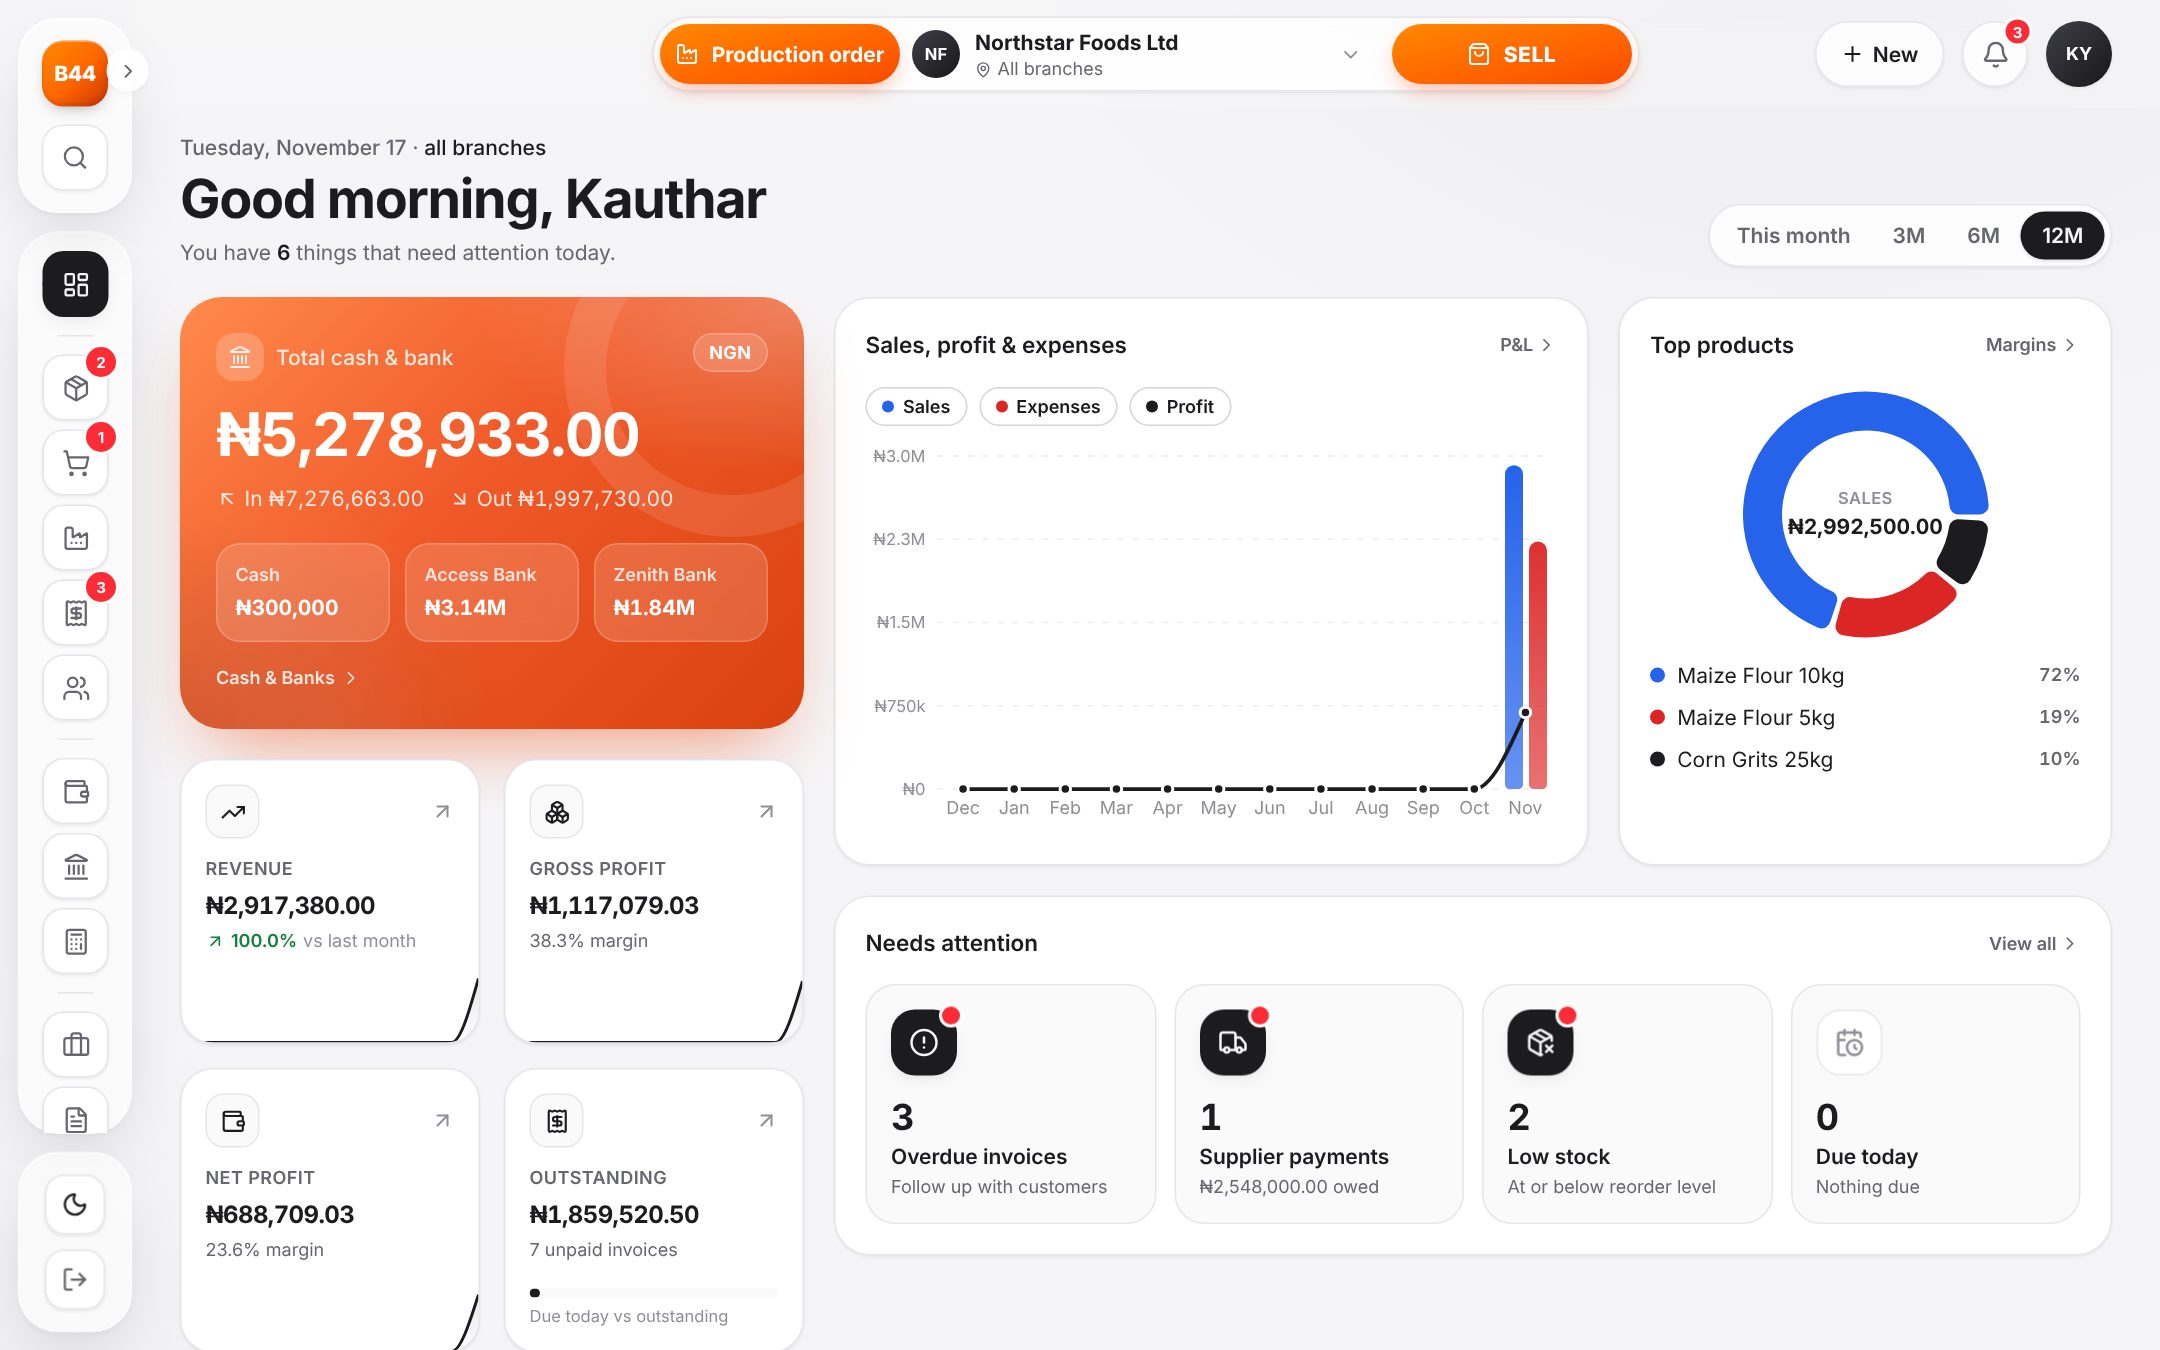 B44
Production order
NF
Northstar Foods Ltd
All branches
SELL
New
3
KY
Tuesday, November 17 · all branches
Good morning, Kauthar
You have 6 things that need attention today.
This month
3M
6M
12M
2
1
3
Total cash & bank
NGN
₦5,278,933.00
In ₦7,276,663.00
Out ₦1,997,730.00
Cash
₦300,000
Access Bank
₦3.14M
Zenith Bank
₦1.84M
Cash & Banks
REVENUE
₦2,917,380.00
100.0% vs last month
GROSS PROFIT
₦1,117,079.03
38.3% margin
NET PROFIT
₦688,709.03
23.6% margin
OUTSTANDING
₦1,859,520.50
7 unpaid invoices
Due today vs outstanding
Sales, profit & expenses
P&L
Sales
Expenses
Profit
₦3.0M
₦2.3M
₦1.5M
₦750k
₦0
Dec Jan Feb Mar Apr May Jun Jul Aug Sep Oct Nov
Top products
Margins
SALES
₦2,992,500.00
Maize Flour 10kg 72%
Maize Flour 5kg 19%
Corn Grits 25kg 10%
Needs attention
View all
3
Overdue invoices
Follow up with customers
1
Supplier payments
₦2,548,000.00 owed
2
Low stock
At or below reorder level
0
Due today
Nothing due